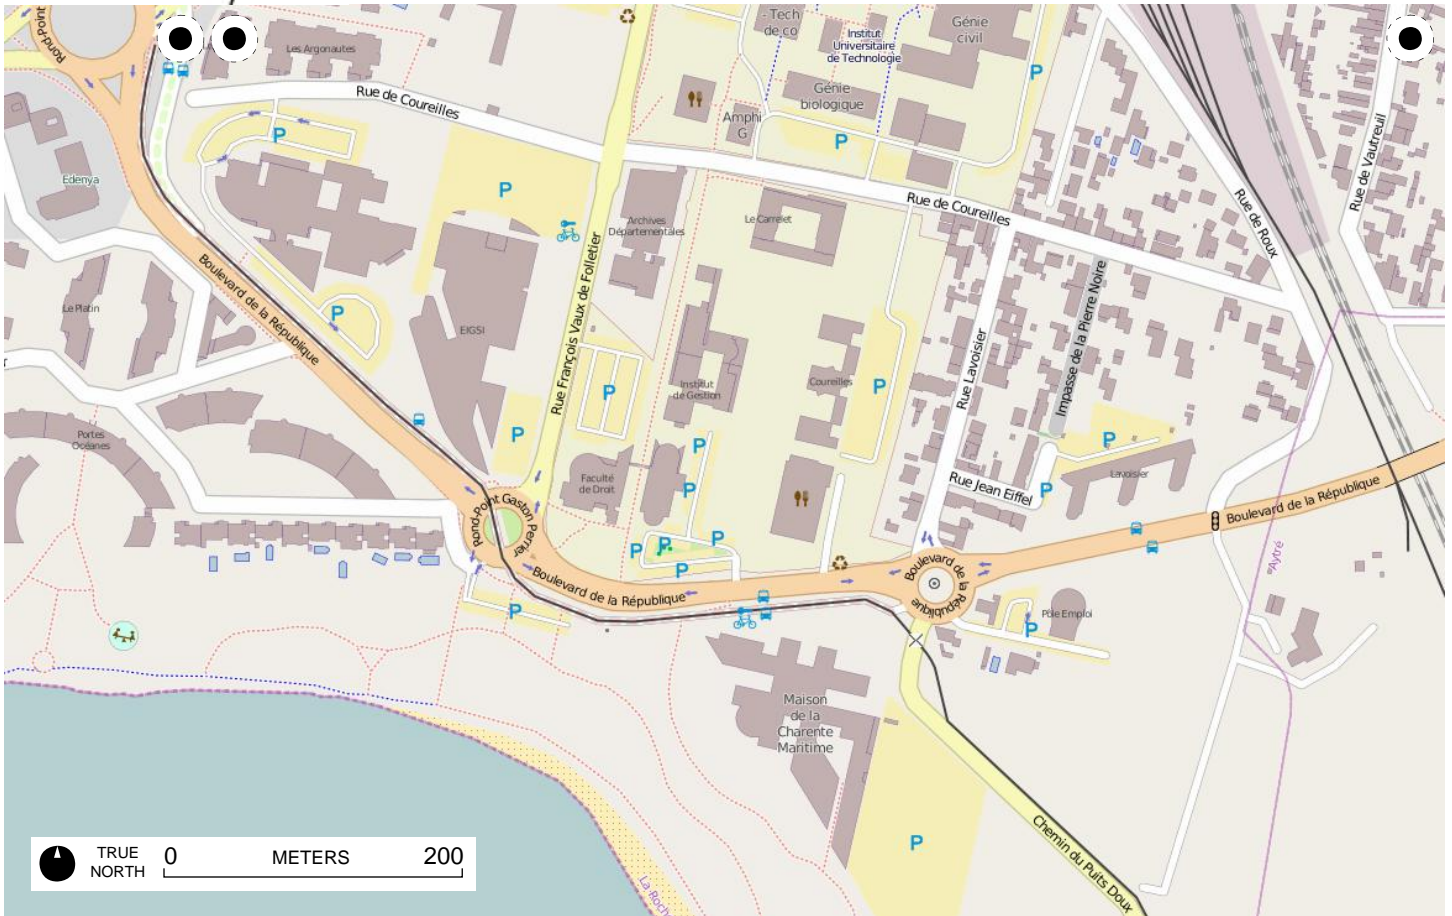 Rond-Point
Les Argonautes
- Tech
de co
Institut
Universitaire
de Technologie
Génie
civil
P
Rue de Coureilles
Génie
biologique
Amphi
G
P
P
Edenya
P
Archives
Départementales
Le Carrelet
Rue de Coureilles
Rue de Roux
Rue de Vautreuil
Boulevard de la République
Rue François Vaux de Folletier
Le Platin
P
EIGSI
Impasse de la Pierre Noire
Rue Lavoisier
P
Institut
de Gestion
Coureilles
P
Portes
Océanes
P
P
P
Lavoisier
Faculté
de Droit
P
Rue Jean Eiffel
P
Boulevard de la République
Rond-Point Gaston Perrier
P
P
P
P
Aytré
Boulevard de la République
Boulevard de la
République
P
Pôle Emploi
P
Maison
de la
Charente
Maritime
P
Chemin du Puits Doux
TRUE
NORTH
0 METERS 200
La Roch